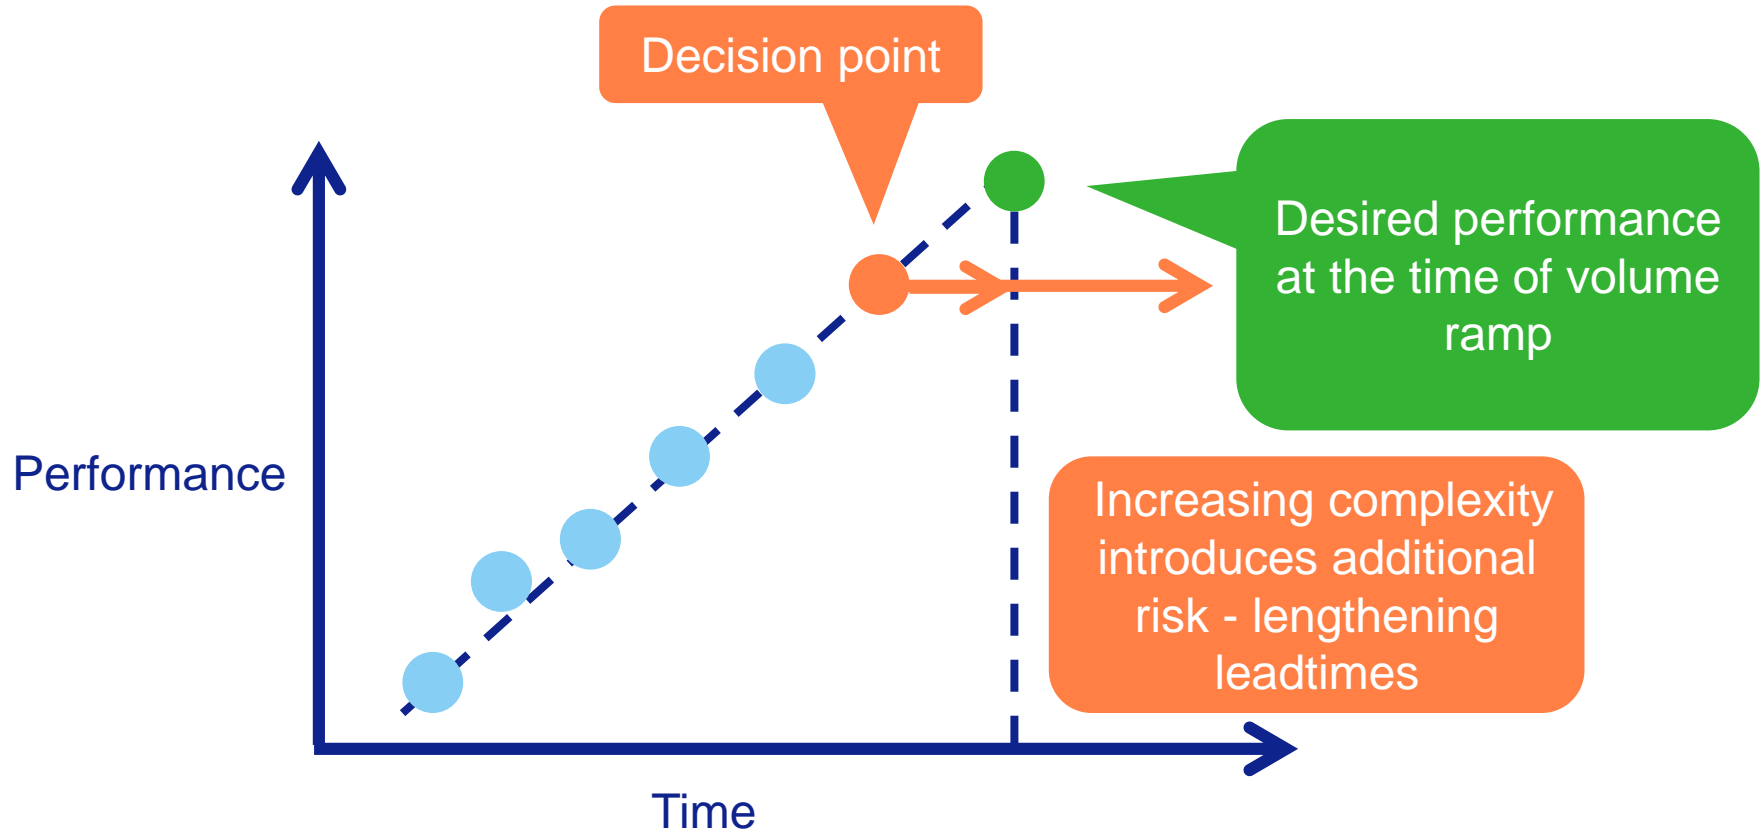 Decision point
Desired performance
at the time of volume
ramp
Performance
Increasing complexity
introduces additional
risk - lengthening
leadtimes
Time